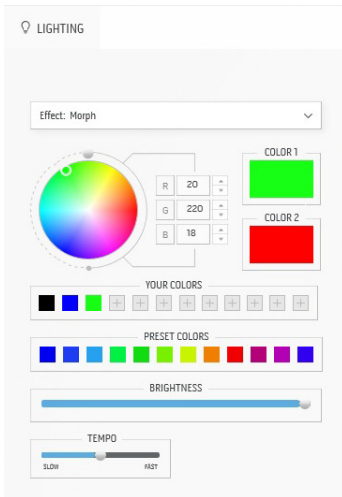 LIGHTING
Effect: Morph
COLOR 1
R 20
G 220
B 18
COLOR 2
YOUR COLORS
PRESET COLORS
BRIGHTNESS
TEMPO
SLOW FAST